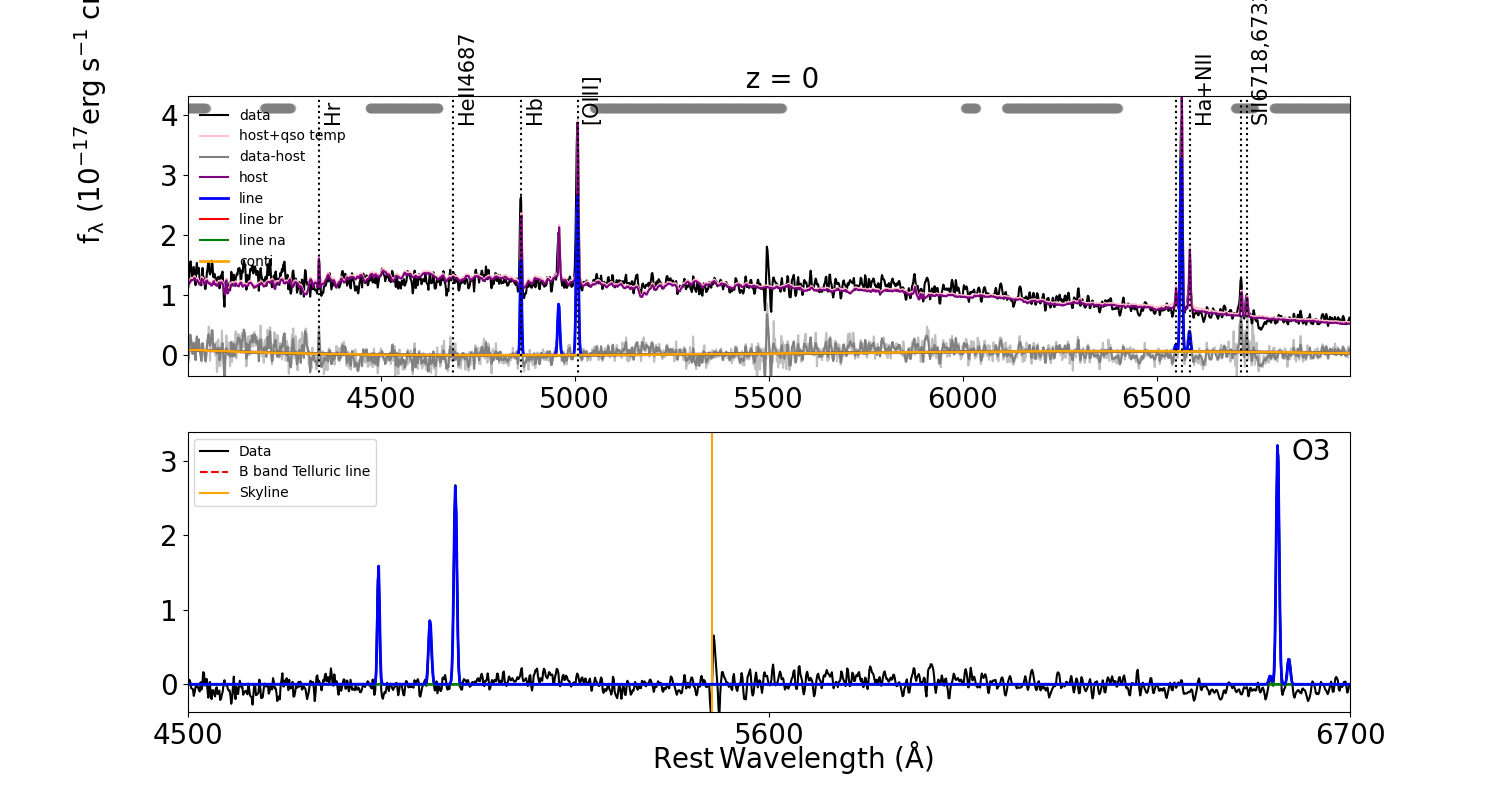 z = 0
f_λ (10^−17 erg s^−1 c
Hr
HeII4687
Hb
[OIII]
Ha+NII
SII6718,673
data
host+qso temp
data-host
host
line
line br
line na
conti
4
3
2
1
0
4500 5000 5500 6000 6500
Data
B band Telluric line
Skyline
O3
3
2
1
0
4500 5600 6700
Rest Wavelength (Å)